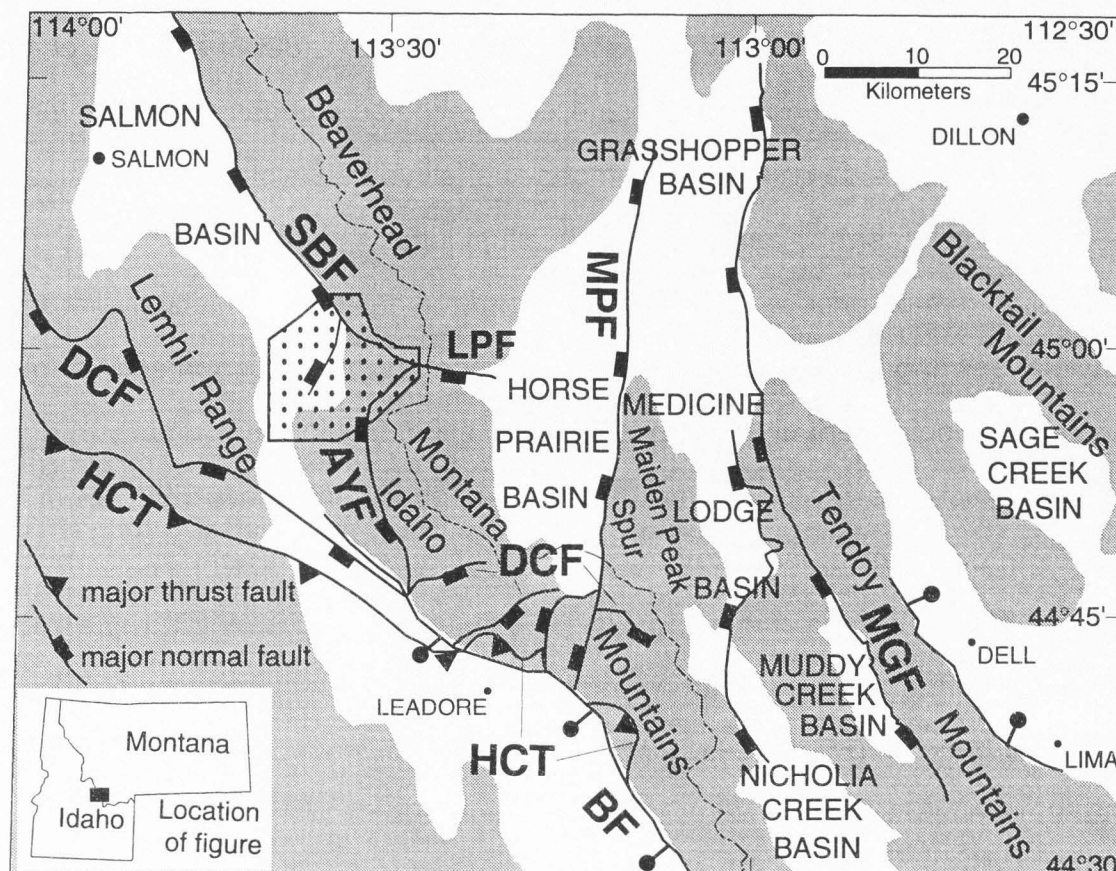 114°00'
113°30'
113°00'
112°30'
0 10 20
Kilometers
45°15'
SALMON
SALMON
BASIN
Beaverhead
GRASSHOPPER
BASIN
DILLON
SBF
MPF
LPF
Blacktail
Mountains
45°00'
Lemhi
Range
DCF
HCT
HORSE
PRAIRIE
BASIN
MEDICINE
LODGE
BASIN
SAGE
CREEK
BASIN
AYF
Idaho
Montana
Maiden Peak
Spur
Tendoy
Mountains
DCF
44°45'
major thrust fault
major normal fault
Mountains
MGF
DELL
MUDDY
CREEK
BASIN
LEADORE
LIMA
HCT
BF
NICHOLIA
CREEK
BASIN
Montana
Idaho
Location
of figure
44°30